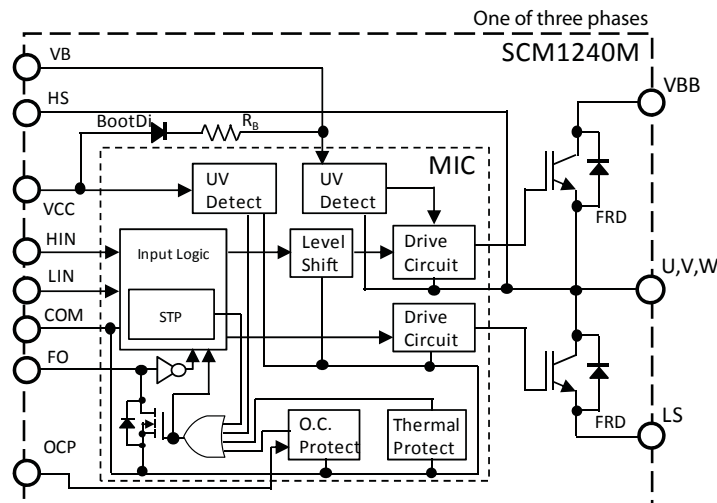 One of three phases
SCM1240M
VB
VBB
HS
BootDi
R_B
MIC
UV
Detect
UV
Detect
VCC
FRD
HIN
Input Logic
Level
Shift
Drive
Circuit
U,V,W
LIN
STP
COM
Drive
Circuit
FO
O.C.
Protect
Thermal
Protect
FRD
LS
OCP